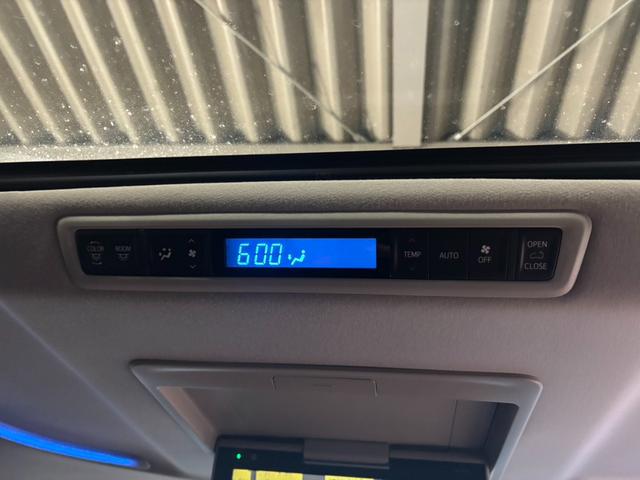 COLOR
ROOM
600
TEMP
AUTO
OFF
OPEN
CLOSE